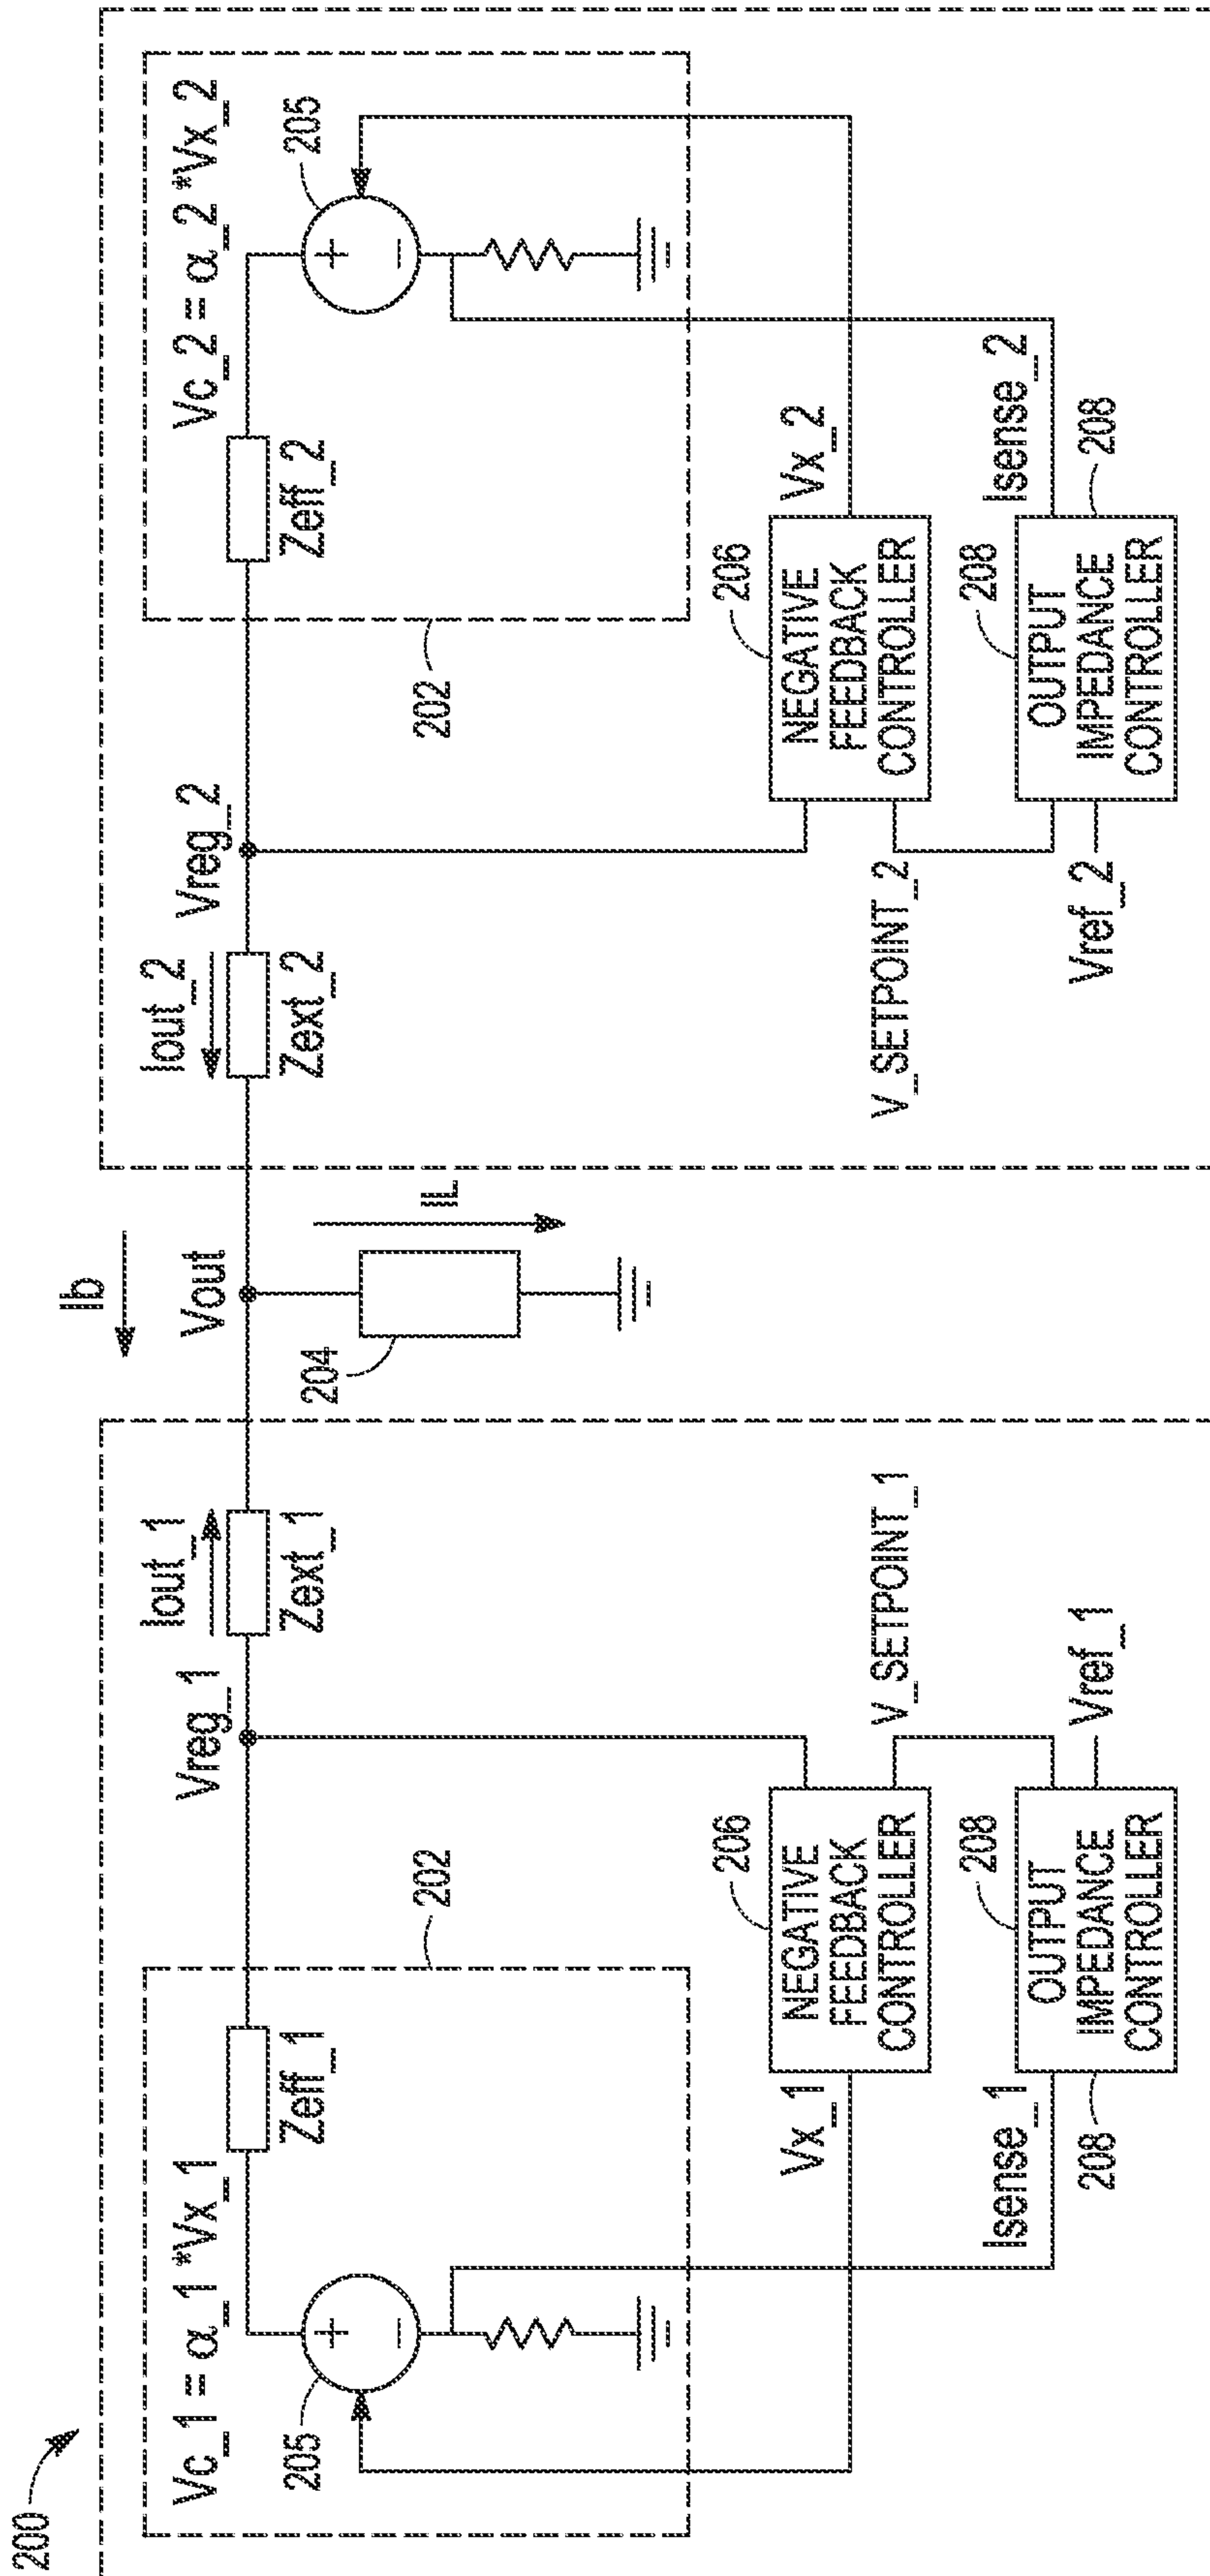 200
Ib
Vc_1 = α_1*Vx_1
Vreg_1
Iout_1
Vout
Iout_2
Vreg_2
Vc_2 = α_2*Vx_2
Zeff_1
Zext_1
Zext_2
Zeff_2
205
202
204
IL
202
205
206
NEGATIVE
FEEDBACK
CONTROLLER
Vx_1
V_SETPOINT_1
206
NEGATIVE
FEEDBACK
CONTROLLER
V_SETPOINT_2
Vx_2
208
OUTPUT
IMPEDANCE
CONTROLLER
Isense_1
208
Vref_1
208
OUTPUT
IMPEDANCE
CONTROLLER
Vref_2
Isense_2
208